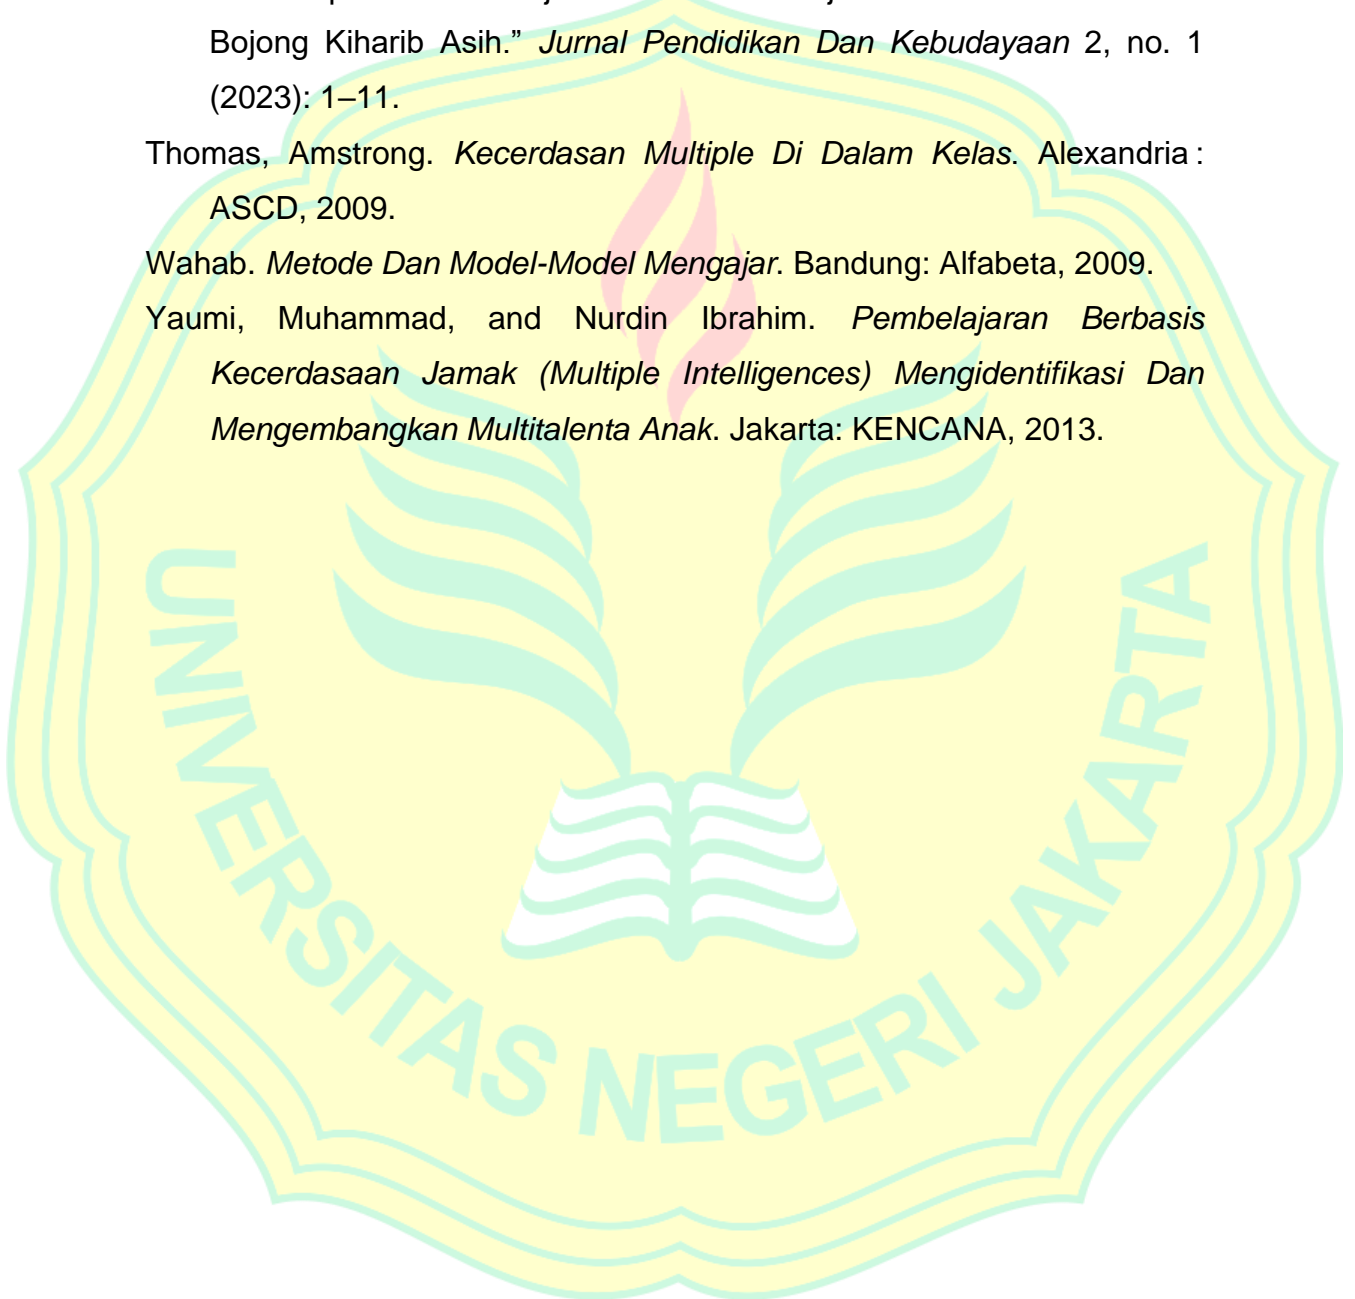 Bojong Kiharib Asih.” Jurnal Pendidikan Dan Kebudayaan 2, no. 1
(2023): 1–11.
Thomas, Amstrong. Kecerdasan Multiple Di Dalam Kelas. Alexandria :
ASCD, 2009.
Wahab. Metode Dan Model-Model Mengajar. Bandung: Alfabeta, 2009.
Yaumi, Muhammad, and Nurdin Ibrahim. Pembelajaran Berbasis
Kecerdasaan Jamak (Multiple Intelligences) Mengidentifikasi Dan
Mengembangkan Multitalenta Anak. Jakarta: KENCANA, 2013.
UNIVERSITAS NEGERI JAKARTA